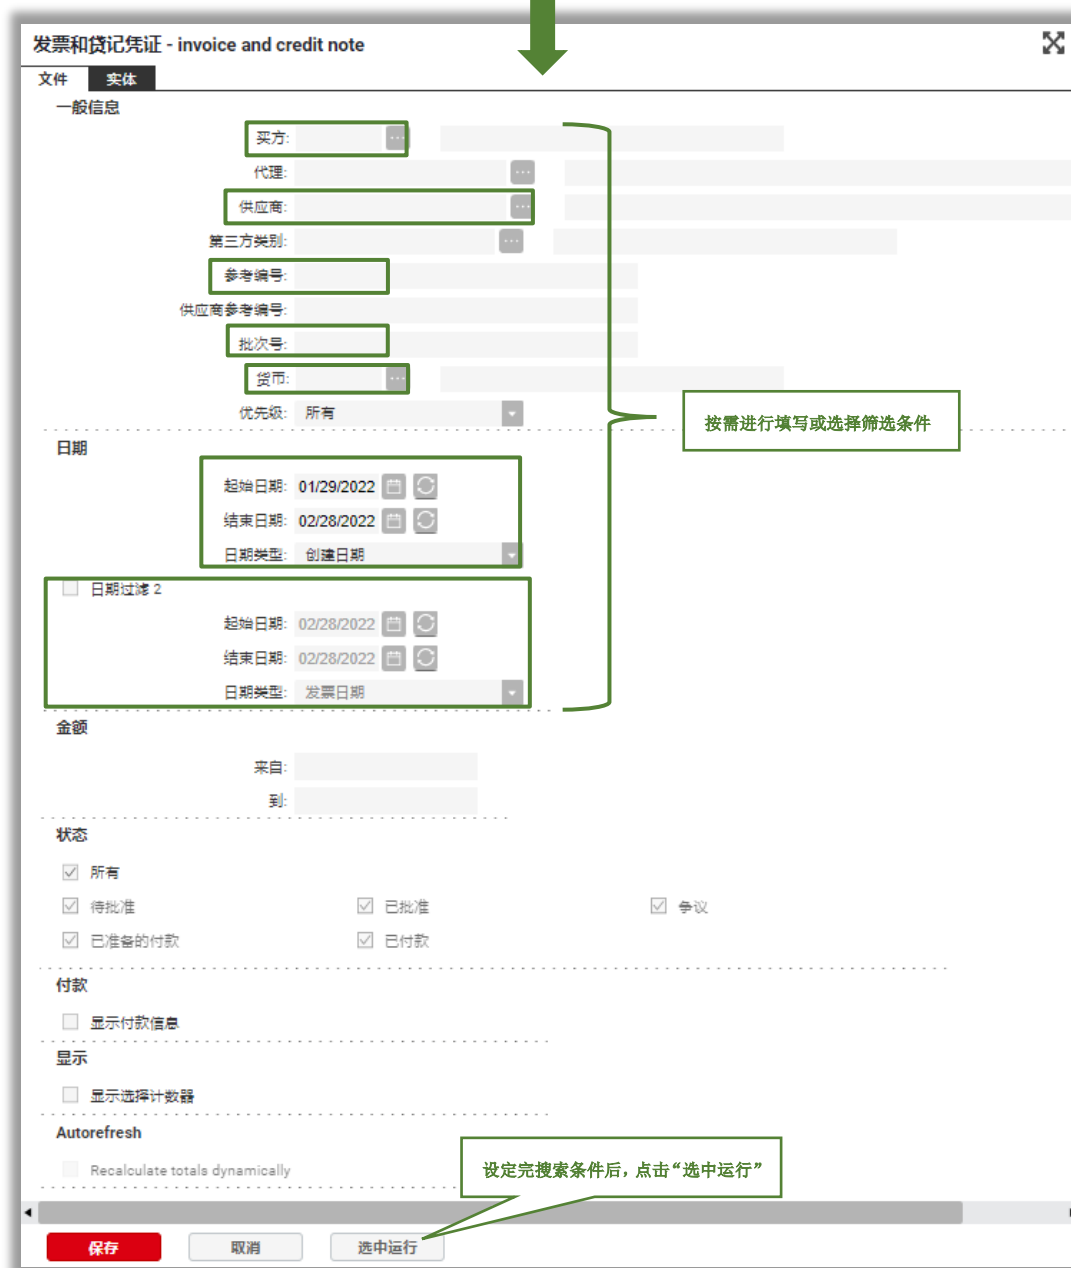 发票和贷记凭证 - invoice and credit note
文件 实体
一般信息
买方:
代理:
供应商:
第三方类别:
参考编号:
供应商参考编号:
批次号:
货币:
优先级: 所有
按需进行填写或选择筛选条件
日期
起始日期: 01/29/2022
结束日期: 02/28/2022
日期类型: 创建日期
日期过滤 2
起始日期: 02/28/2022
结束日期: 02/28/2022
日期类型: 发票日期
金额
来自:
到:
状态
所有
待批准 已批准 争议
已准备的付款 已付款
付款
显示付款信息
显示
显示选择计数器
Autorefresh
Recalculate totals dynamically
设定完搜索条件后，点击“选中运行”
保存 取消 选中运行